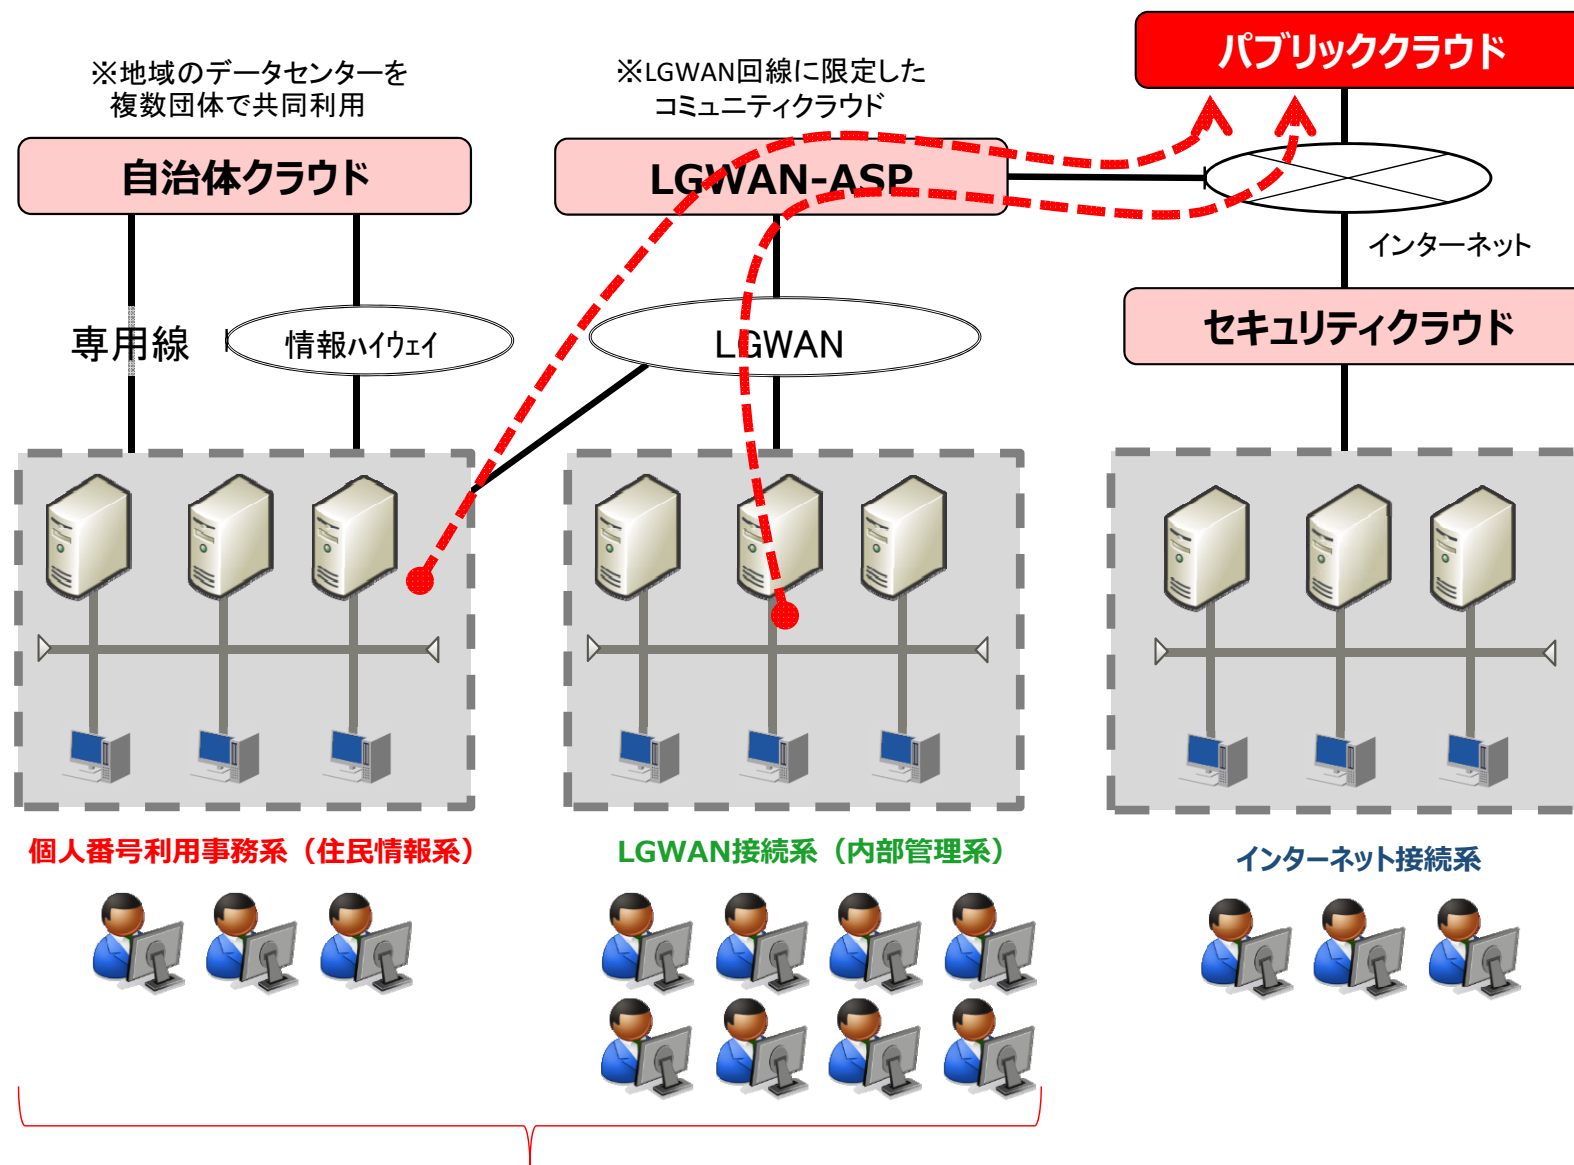 パブリッククラウド
※地域のデータセンターを
複数団体で共同利用
※LGWAN回線に限定した
コミュニティクラウド
自治体クラウド
LGWAN-ASP
インターネット
専用線
情報ハイウェイ
LGWAN
セキュリティクラウド
個人番号利用事務系（住民情報系）
LGWAN接続系（内部管理系）
インターネット接続系